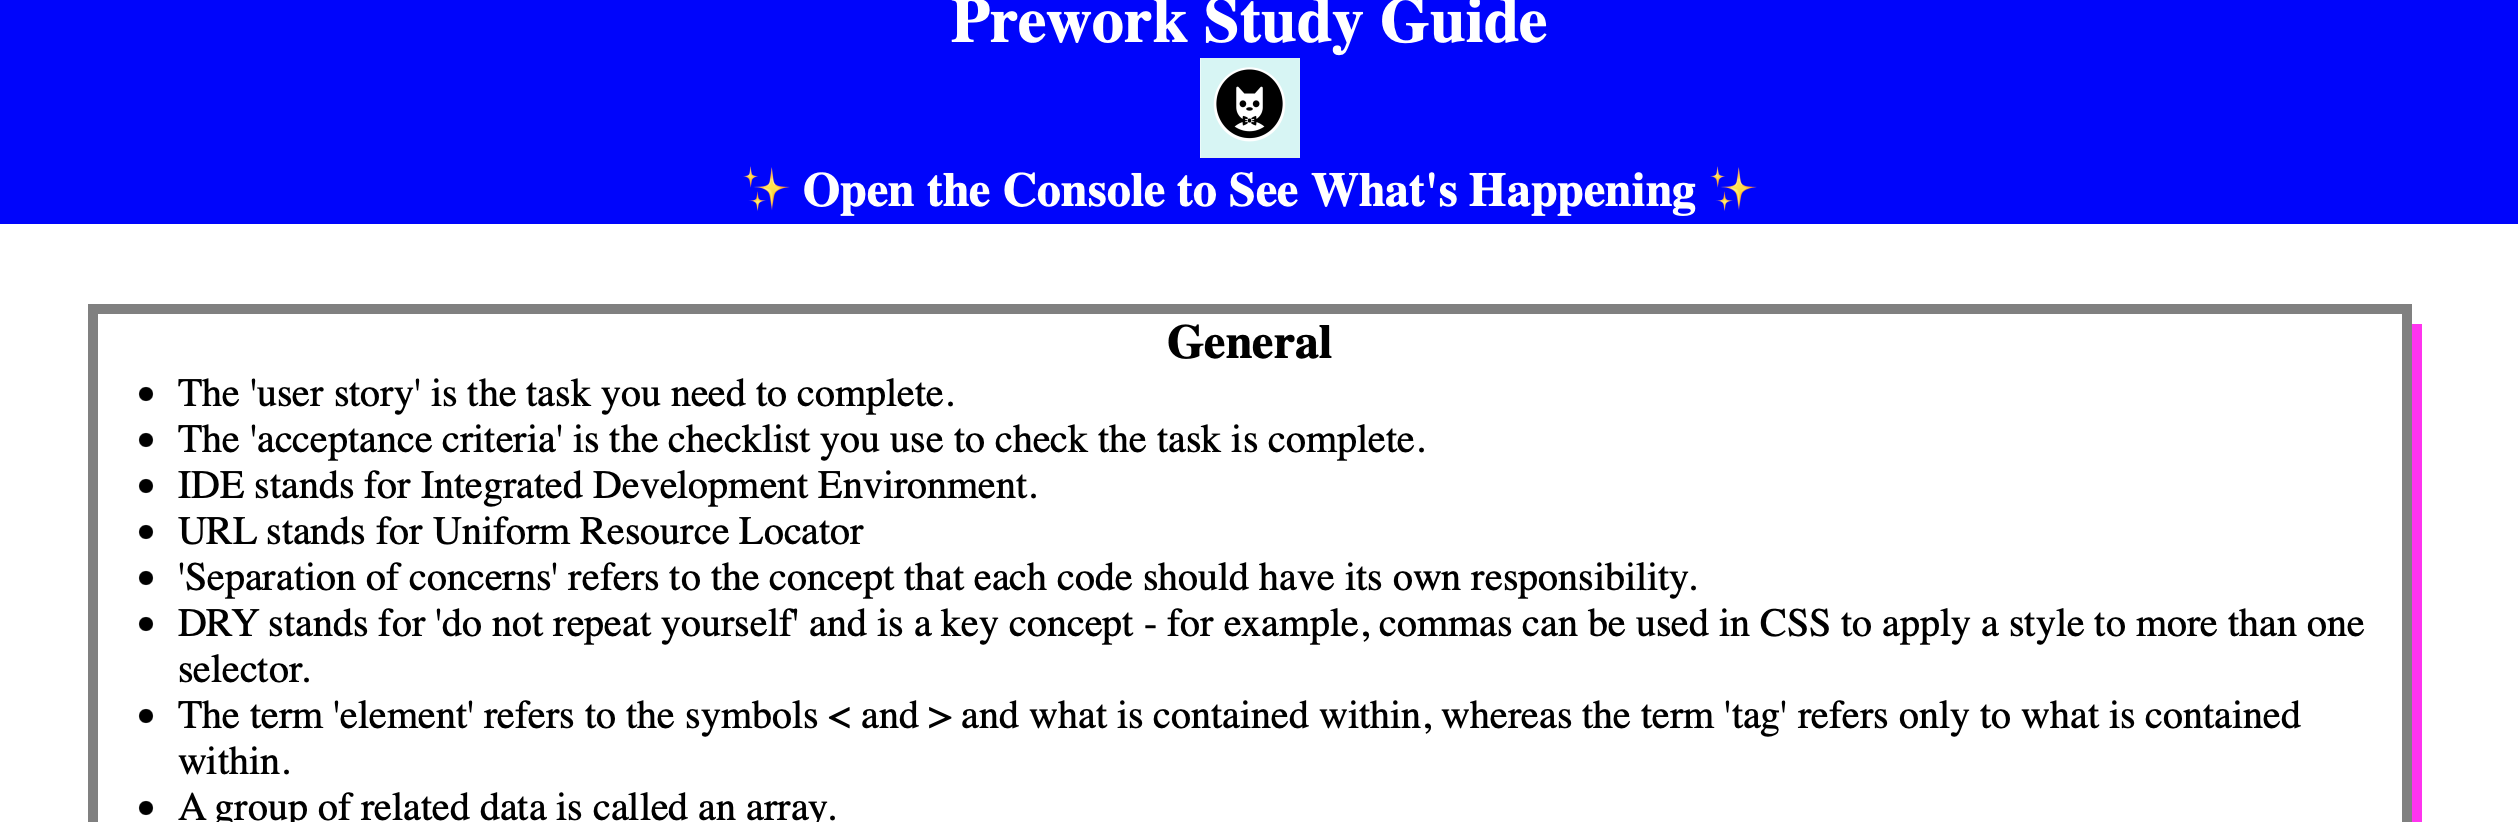 Prework Study Guide
✨ Open the Console to See What's Happening ✨
General
• The 'user story' is the task you need to complete.
• The 'acceptance criteria' is the checklist you use to check the task is complete.
• IDE stands for Integrated Development Environment.
• URL stands for Uniform Resource Locator
• 'Separation of concerns' refers to the concept that each code should have its own responsibility.
• DRY stands for 'do not repeat yourself' and is a key concept - for example, commas can be used in CSS to apply a style to more than one
selector.
• The term 'element' refers to the symbols < and > and what is contained within, whereas the term 'tag' refers only to what is contained
within.
• A group of related data is called an array.